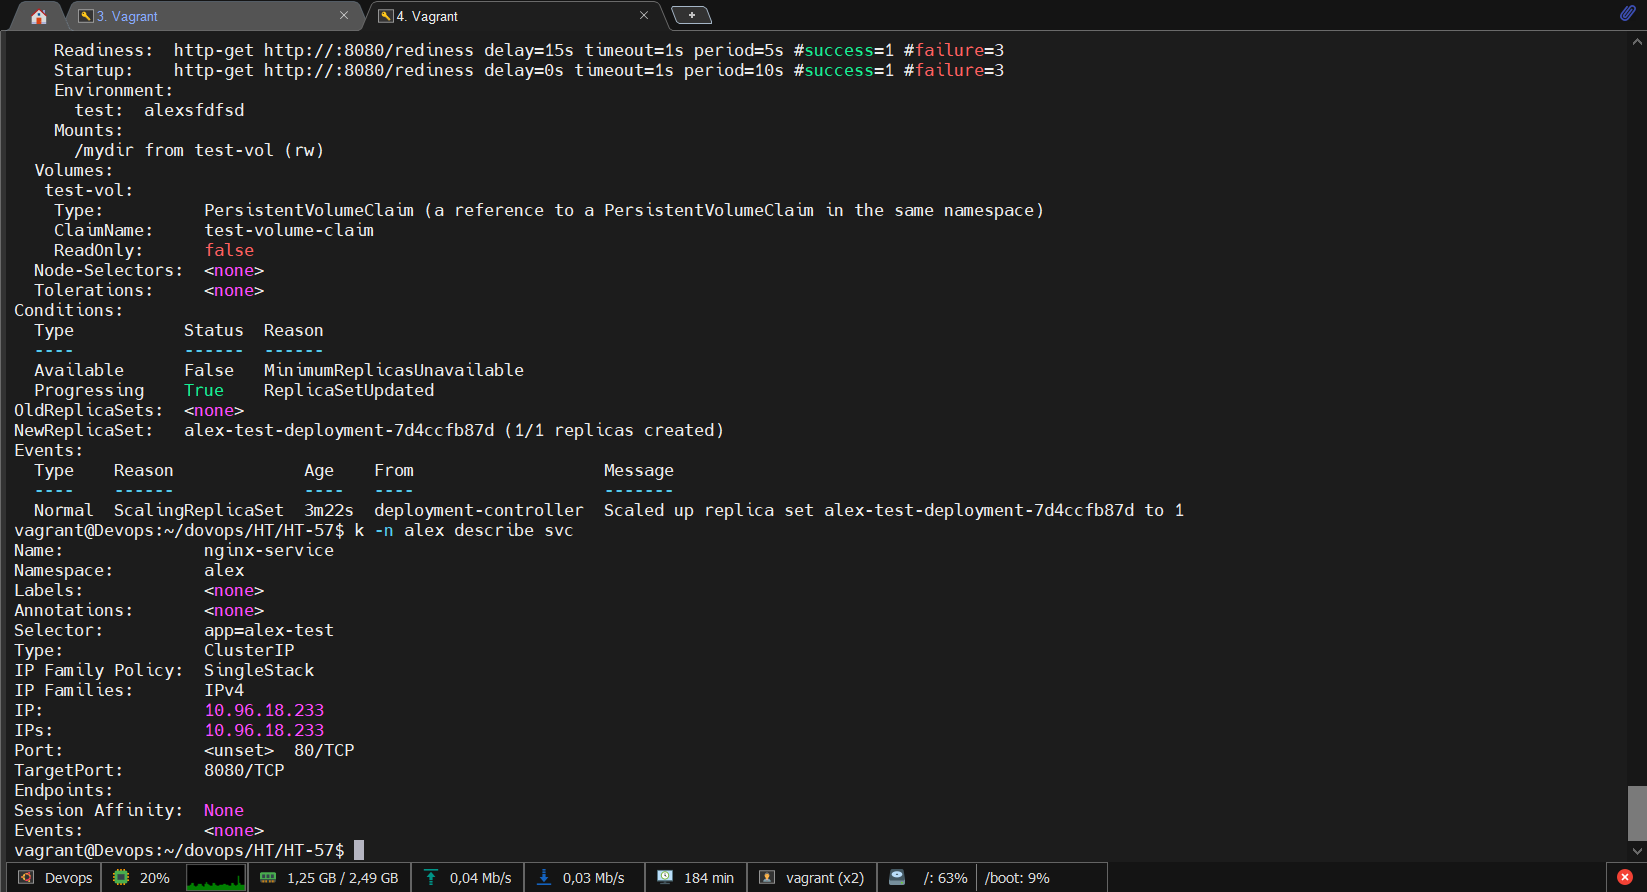 3. Vagrant
4. Vagrant
    Readiness:  http-get http://:8080/rediness delay=15s timeout=1s period=5s #success=1 #failure=3
    Startup:    http-get http://:8080/rediness delay=0s timeout=1s period=10s #success=1 #failure=3
    Environment:
      test:  alexsfdfsd
    Mounts:
      /mydir from test-vol (rw)
  Volumes:
   test-vol:
    Type:          PersistentVolumeClaim (a reference to a PersistentVolumeClaim in the same namespace)
    ClaimName:     test-volume-claim
    ReadOnly:      false
  Node-Selectors:  <none>
  Tolerations:     <none>
Conditions:
  Type           Status  Reason
  ----           ------  ------
  Available      False   MinimumReplicasUnavailable
  Progressing    True    ReplicaSetUpdated
OldReplicaSets:  <none>
NewReplicaSet:   alex-test-deployment-7d4ccfb87d (1/1 replicas created)
Events:
  Type    Reason             Age    From                   Message
  ----    ------             ----   ----                   -------
  Normal  ScalingReplicaSet  3m22s  deployment-controller  Scaled up replica set alex-test-deployment-7d4ccfb87d to 1
vagrant@Devops:~/dovops/HT/HT-57$ k -n alex describe svc
Name:              nginx-service
Namespace:         alex
Labels:            <none>
Annotations:       <none>
Selector:          app=alex-test
Type:              ClusterIP
IP Family Policy:  SingleStack
IP Families:       IPv4
IP:                10.96.18.233
IPs:               10.96.18.233
Port:              <unset>  80/TCP
TargetPort:        8080/TCP
Endpoints:
Session Affinity:  None
Events:            <none>
vagrant@Devops:~/dovops/HT/HT-57$
Devops 20% 1,25 GB / 2,49 GB 0,04 Mb/s 0,03 Mb/s 184 min vagrant (x2) /: 63% /boot: 9%